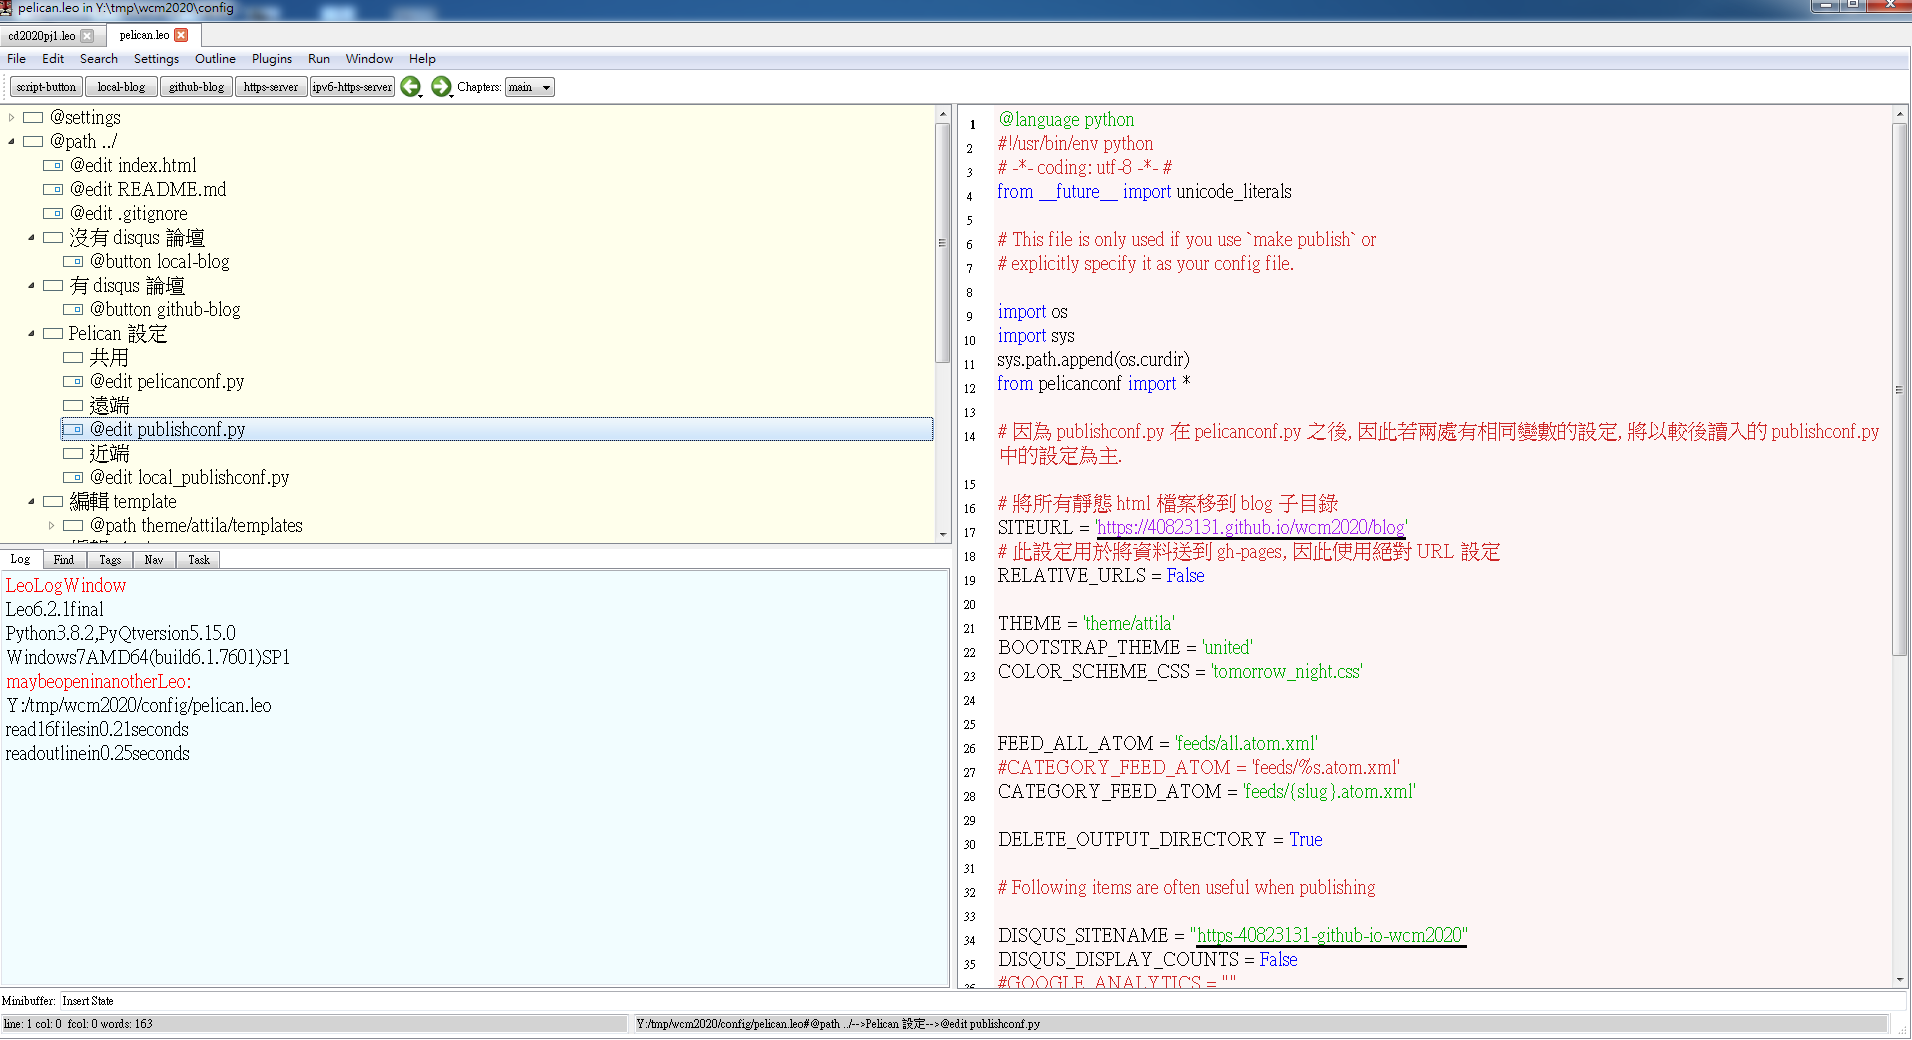 pelican.leo in Y:\tmp\wcm2020\config
cd2020pj1.leo
pelican.leo
File Edit Search Settings Outline Plugins Run Window Help
script-button local-blog github-blog https-server ipv6-https-server Chapters: main
@settings
@path ../
@edit index.html
@edit README.md
@edit .gitignore
沒有 disqus 論壇
@button local-blog
有 disqus 論壇
@button github-blog
Pelican 設定
共用
@edit pelicanconf.py
遠端
@edit publishconf.py
近端
@edit local_publishconf.py
編輯 template
@path theme/attila/templates
Log Find Tags Nav Task
LeoLogWindow
Leo6.2.1final
Python3.8.2,PyQtversion5.15.0
Windows7AMD64(build6.1.7601)SP1
maybeopeninanotherLeo:
Y:/tmp/wcm2020/config/pelican.leo
read16filesin0.21seconds
readoutlinein0.25seconds
1 @language python
2 #!/usr/bin/env python
3 # -*- coding: utf-8 -*- #
4 from __future__ import unicode_literals
5
6 # This file is only used if you use `make publish` or
7 # explicitly specify it as your config file.
8
9 import os
10 import sys
11 sys.path.append(os.curdir)
12 from pelicanconf import *
13
14 # 因為 publishconf.py 在 pelicanconf.py 之後, 因此若兩處有相同變數的設定, 將以較後讀入的 publishconf.py
中的設定為主.
15
16 # 將所有靜態 html 檔案移到 blog 子目錄
17 SITEURL = 'https://40823131.github.io/wcm2020/blog'
18 # 此設定用於將資料送到 gh-pages, 因此使用絕對 URL 設定
19 RELATIVE_URLS = False
20
21 THEME = 'theme/attila'
22 BOOTSTRAP_THEME = 'united'
23 COLOR_SCHEME_CSS = 'tomorrow_night.css'
24
25
26 FEED_ALL_ATOM = 'feeds/all.atom.xml'
27 #CATEGORY_FEED_ATOM = 'feeds/%s.atom.xml'
28 CATEGORY_FEED_ATOM = 'feeds/{slug}.atom.xml'
29
30 DELETE_OUTPUT_DIRECTORY = True
31
32 # Following items are often useful when publishing
33
34 DISQUS_SITENAME = "https-40823131-github-io-wcm2020"
35 DISQUS_DISPLAY_COUNTS = False
36 #GOOGLE_ANALYTICS = ""
Minibuffer: Insert State
line: 1 col: 0 fcol: 0 words: 163
Y:/tmp/wcm2020/config/pelican.leo#@path ../-->Pelican 設定-->@edit publishconf.py